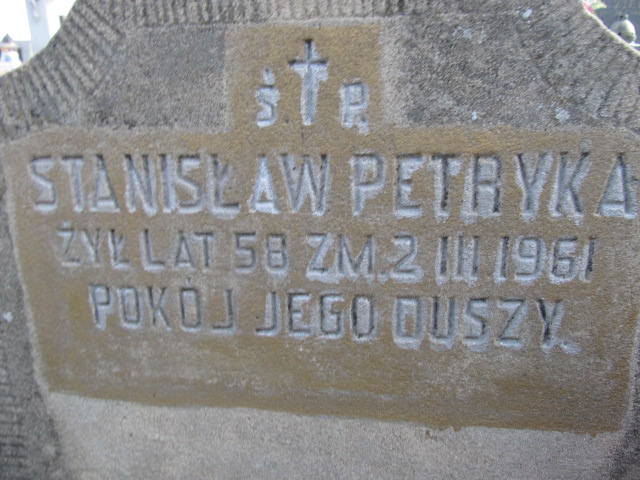 Ś. P.
STANISŁAW PETRYKA
ŻYŁ LAT 58 ZM. 2 III 1961
POKÓJ JEGO DUSZY.